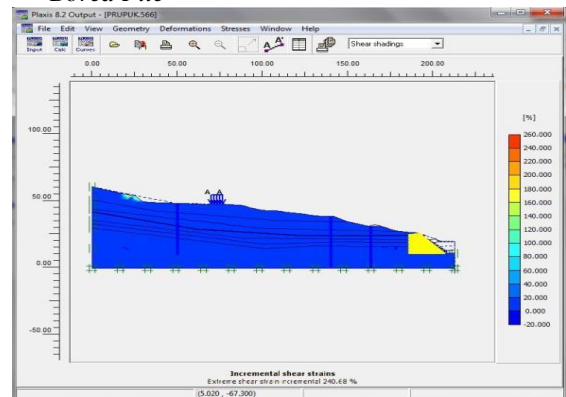 Bored Pile
Plaxis 8.2 Output - [PRUPUK.566]
File Edit View Geometry Deformations Stresses Window Help
Input Calc Curves Shear shadings
0.00 50.00 100.00 150.00 200.00
100.00
50.00
0.00
-50.00
A A
[%]
260.000
240.000
220.000
200.000
180.000
160.000
140.000
120.000
100.000
80.000
60.000
40.000
20.000
0.000
-20.000
Incremental shear strains
Extreme shear strain incremental 240.68 %
(5.020 , -67.300)